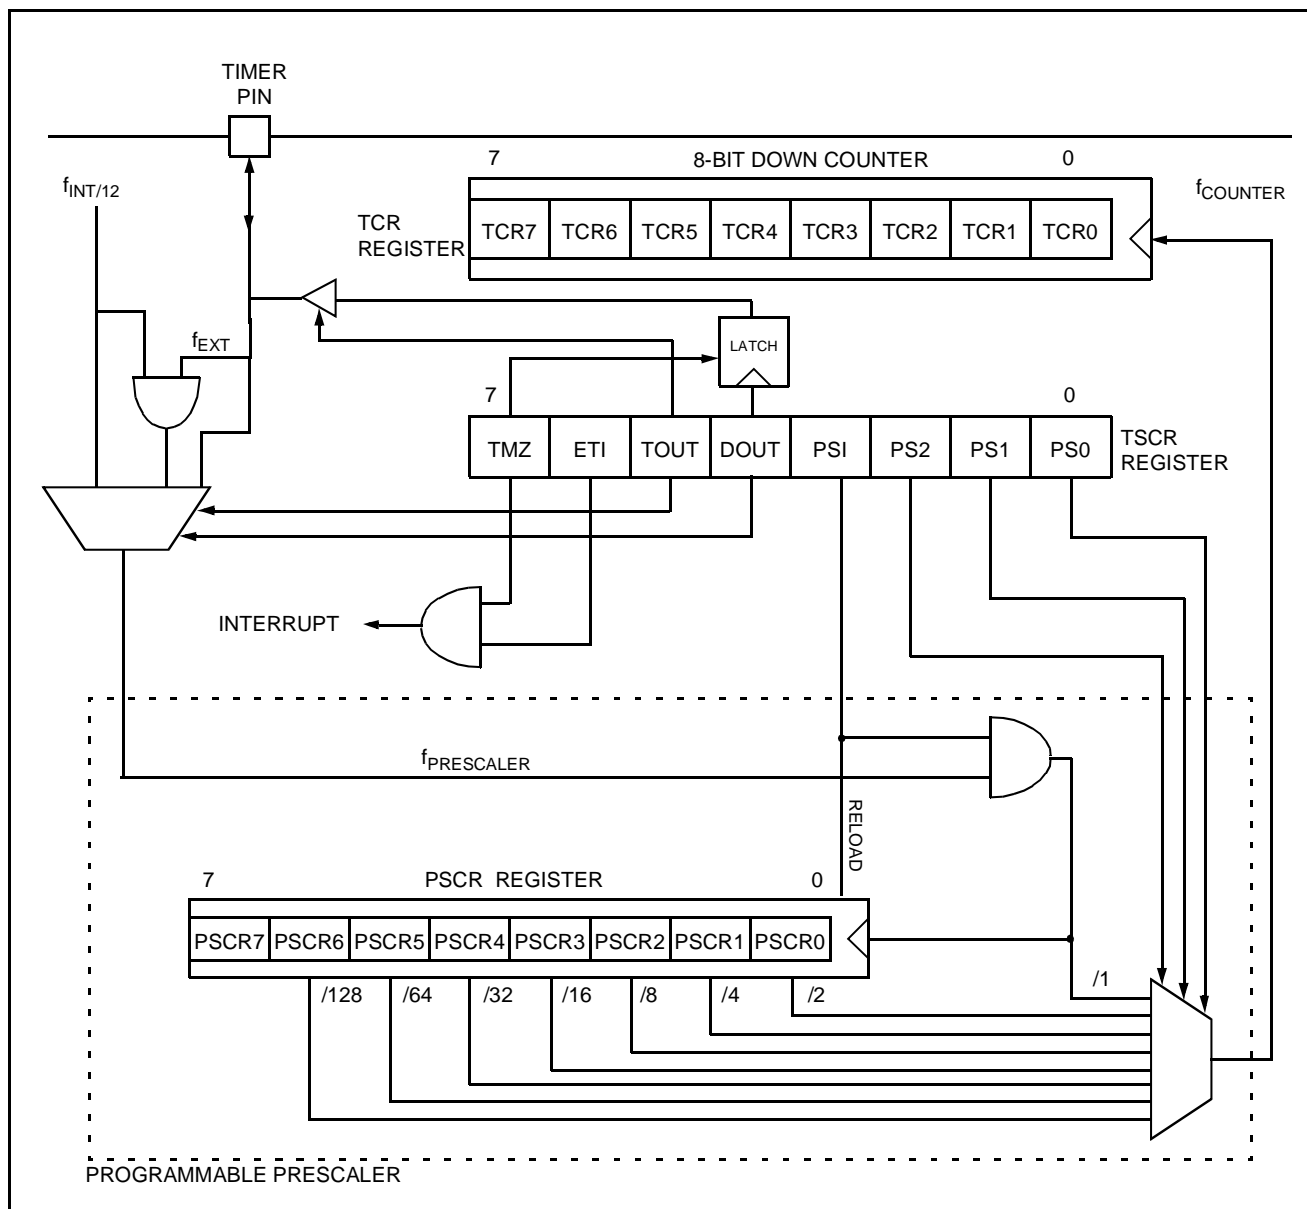 TIMER
PIN
7 8-BIT DOWN COUNTER 0
fINT/12
fCOUNTER
TCR
REGISTER
TCR7 TCR6 TCR5 TCR4 TCR3 TCR2 TCR1 TCR0
fEXT
LATCH
7 0
TMZ ETI TOUT DOUT PSI PS2 PS1 PS0
TSCR
REGISTER
INTERRUPT
fPRESCALER
RELOAD
7 PSCR REGISTER 0
PSCR7 PSCR6 PSCR5 PSCR4 PSCR3 PSCR2 PSCR1 PSCR0
/128 /64 /32 /16 /8 /4 /2 /1
PROGRAMMABLE PRESCALER